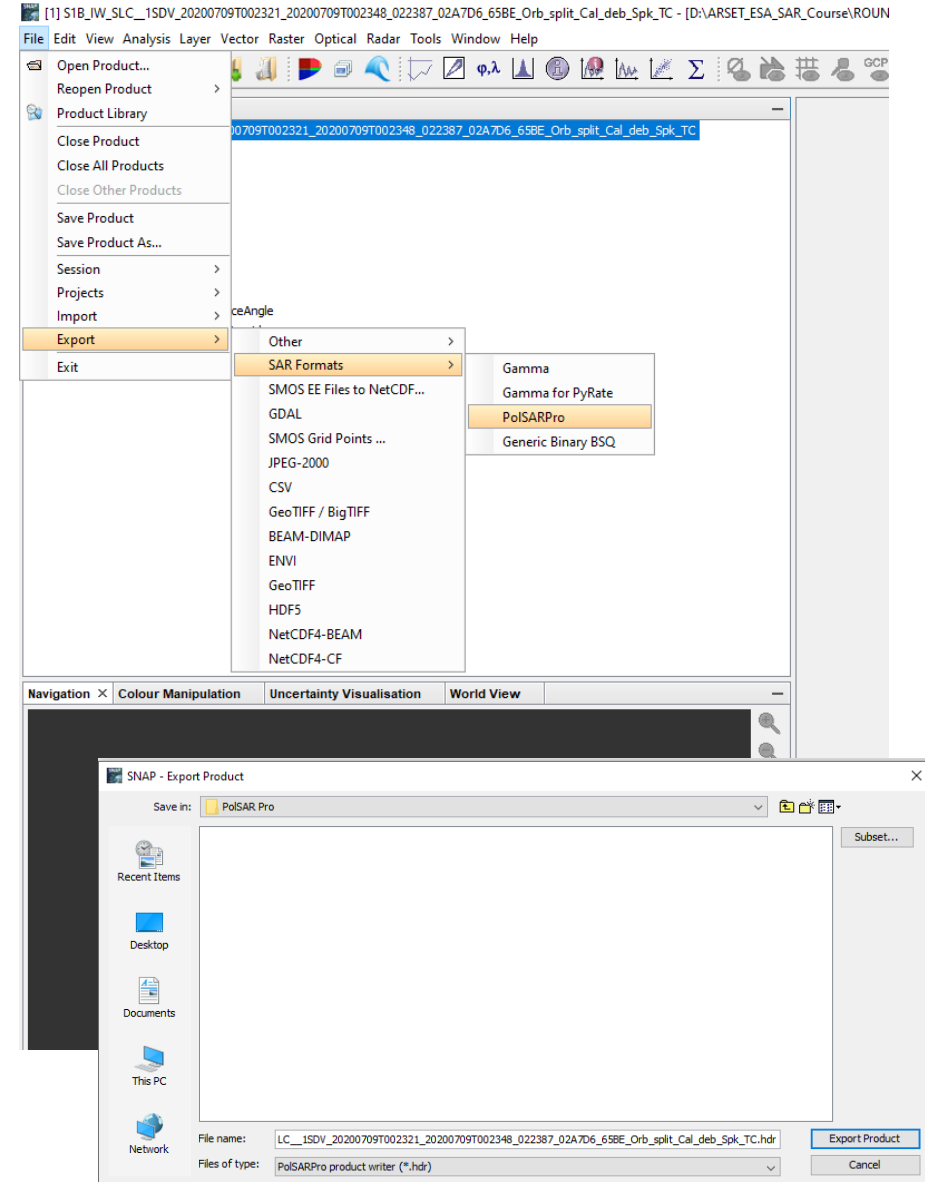 [1] S1B_IW_SLC__1SDV_20200709T002321_20200709T002348_022387_02A7D6_65BE_Orb_split_Cal_deb_Spk_TC - [D:\ARSET_ESA_SAR_Course\ROUN
File Edit View Analysis Layer Vector Raster Optical Radar Tools Window Help
φ,λ Σ GCP
Open Product...
Reopen Product >
Product Library
00709T002321_20200709T002348_022387_02A7D6_65BE_Orb_split_Cal_deb_Spk_TC
Close Product
Close All Products
Close Other Products
Save Product
Save Product As...
Session >
Projects >
Import >
ceAngle
Export >
Exit
Other >
SAR Formats >
SMOS EE Files to NetCDF...
GDAL
SMOS Grid Points ...
JPEG-2000
CSV
GeoTIFF / BigTIFF
BEAM-DIMAP
ENVI
GeoTIFF
HDF5
NetCDF4-BEAM
NetCDF4-CF
Gamma
Gamma for PyRate
PolSARPro
Generic Binary BSQ
Navigation × Colour Manipulation Uncertainty Visualisation World View
SNAP - Export Product
Save in: PolSAR Pro
Subset...
Recent Items
Desktop
Documents
This PC
Network
File name: LC__1SDV_20200709T002321_20200709T002348_022387_02A7D6_65BE_Orb_split_Cal_deb_Spk_TC.hdr
Export Product
Files of type: PolSARPro product writer (*.hdr)
Cancel